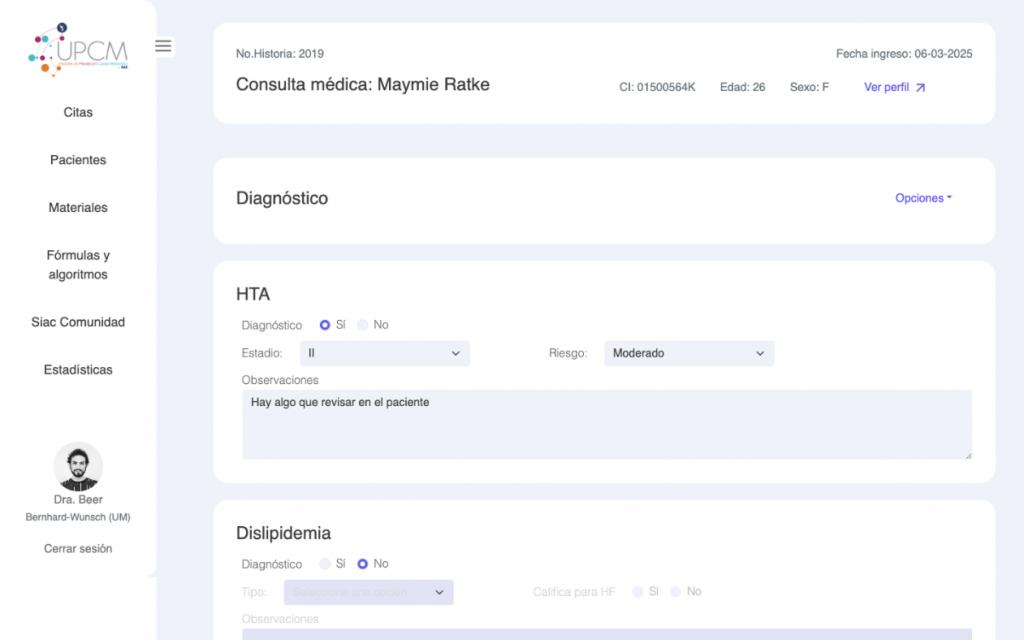 UPCM
Citas
Pacientes
Materiales
Fórmulas y
algoritmos
Siac Comunidad
Estadísticas
Dra. Beer
Bernhard-Wunsch (UM)
Cerrar sesión
No.Historia: 2019
Fecha ingreso: 06-03-2025
Consulta médica: Maymie Ratke
CI: 01500564K
Edad: 26
Sexo: F
Ver perfil
Diagnóstico
Opciones
HTA
Diagnóstico Sí No
Estadio: II
Riesgo: Moderado
Observaciones
Hay algo que revisar en el paciente
Dislipidemia
Diagnóstico Sí No
Tipo: Seleccione una opción
Califica para HF Sí No
Observaciones